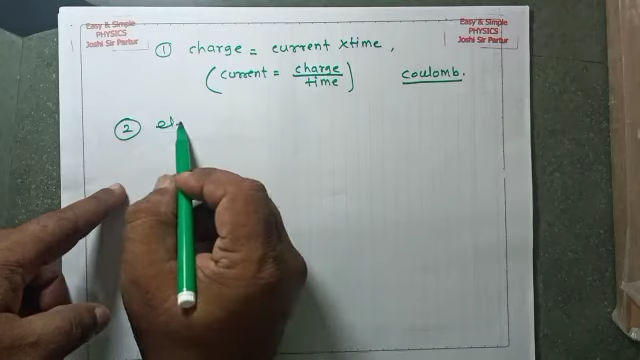 Easy & Simple
PHYSICS
Joshi Sir Partur
Easy & Simple
PHYSICS
Joshi Sir Partur
① charge = current x time,
(current = charge / time) coulomb.
② el